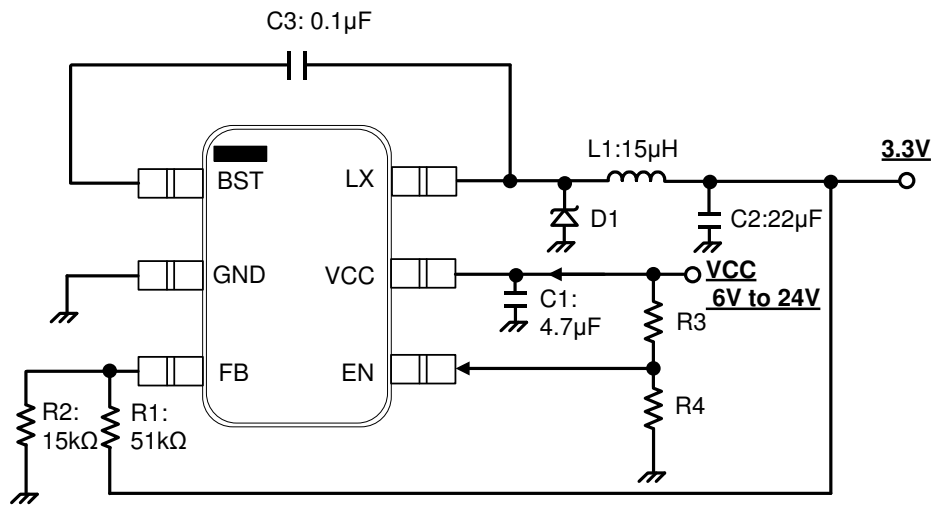 C3: 0.1µF
L1:15µH
3.3V
BST
LX
D1
C2:22µF
GND
VCC
VCC
6V to 24V
C1:
4.7µF
R3
FB
EN
R2:
15kΩ
R1:
51kΩ
R4